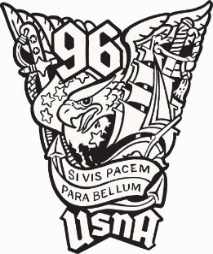 96
SI VIS PACEM
PARA BELLUM
USNA